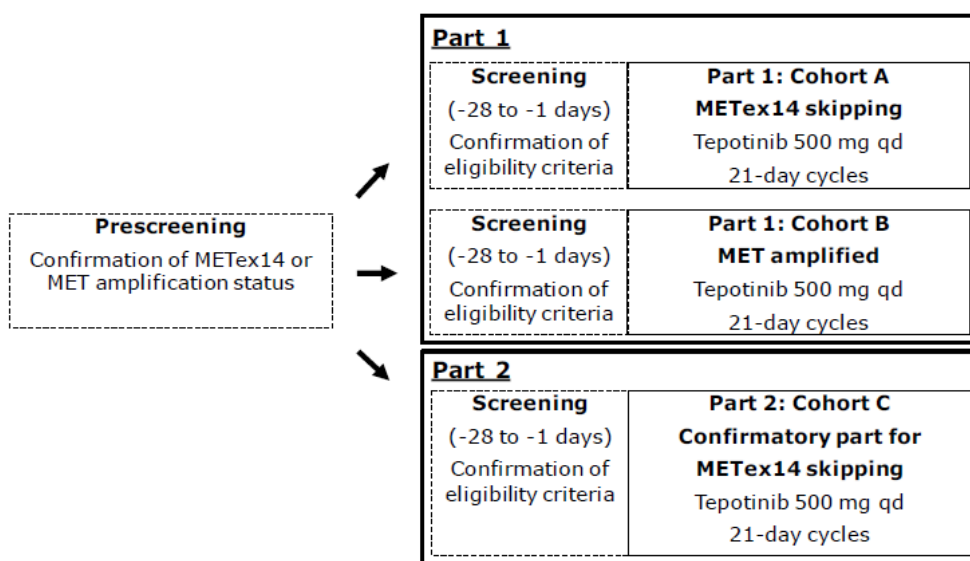 Prescreening
Confirmation of METex14 or
MET amplification status
Part 1
Screening
(-28 to -1 days)
Confirmation of
eligibility criteria
Part 1: Cohort A
METex14 skipping
Tepotinib 500 mg qd
21-day cycles
Screening
(-28 to -1 days)
Confirmation of
eligibility criteria
Part 1: Cohort B
MET amplified
Tepotinib 500 mg qd
21-day cycles
Part 2
Screening
(-28 to -1 days)
Confirmation of
eligibility criteria
Part 2: Cohort C
Confirmatory part for
METex14 skipping
Tepotinib 500 mg qd
21-day cycles